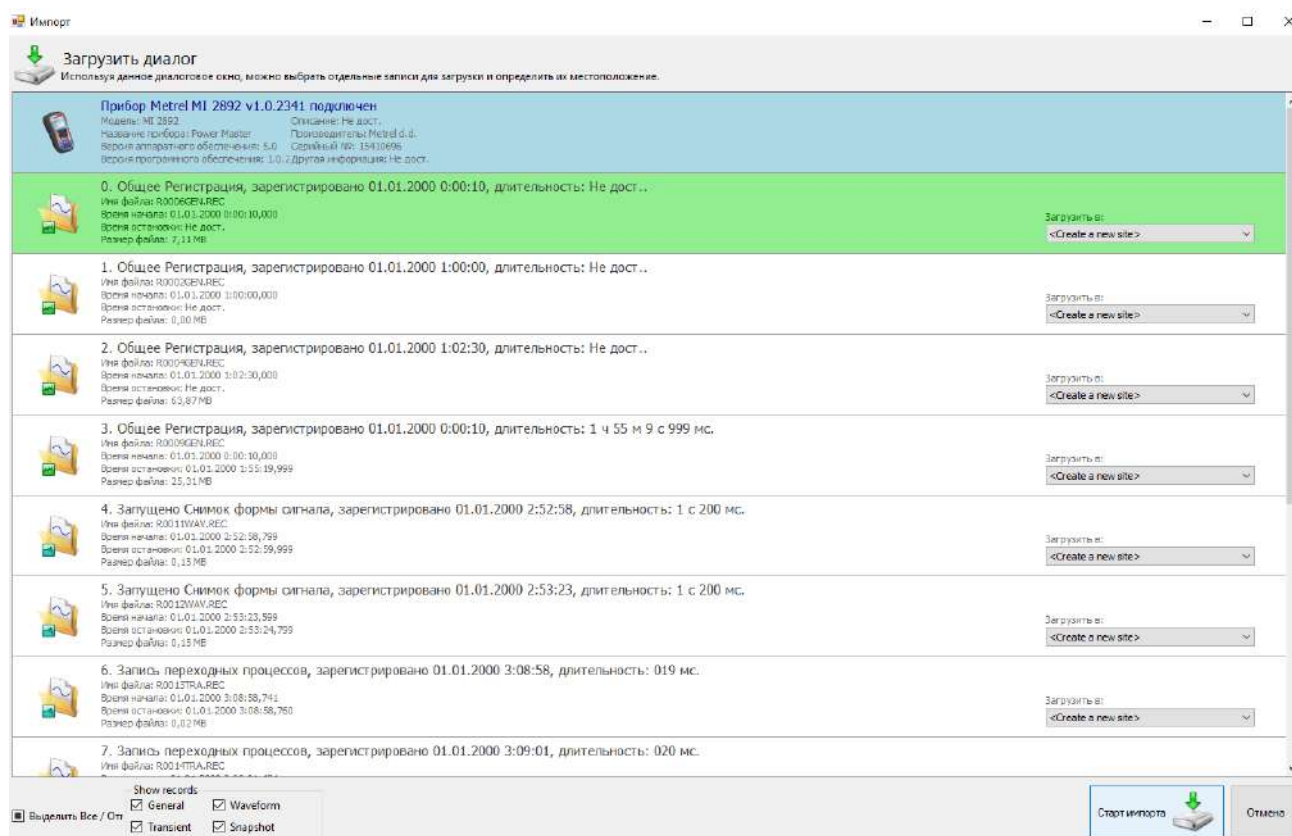 Импорт
Загрузить диалог
Используя данное диалоговое окно, можно выбрать отдельные записи для загрузки и определить их местоположение.
Прибор Metrel MI 2892 v1.0.2341 подключен
Модель: MI 2892 Описание: Не дост.
Название прибора: Power Master Производитель: Metrel d.d.
Версия аппаратного обеспечения: 5.0 Серийный №: 15410696
Версия программного обеспечения: 1.0.2 Другая информация: Не дост.
0. Общее Регистрация, зарегистрировано 01.01.2000 0:00:10, длительность: Не дост..
Имя файла: R0006GEN.REC
Время начала: 01.01.2000 0:00:10,000
Время остановки: Не дост.
Размер файла: 7,11 MB
Загрузить в:
<Create a new site>
1. Общее Регистрация, зарегистрировано 01.01.2000 1:00:00, длительность: Не дост..
Имя файла: R0002GEN.REC
Время начала: 01.01.2000 1:00:00,000
Время остановки: Не дост.
Размер файла: 0,00 MB
Загрузить в:
<Create a new site>
2. Общее Регистрация, зарегистрировано 01.01.2000 1:02:30, длительность: Не дост..
Имя файла: R0004GEN.REC
Время начала: 01.01.2000 1:02:30,000
Время остановки: Не дост.
Размер файла: 63,87 MB
Загрузить в:
<Create a new site>
3. Общее Регистрация, зарегистрировано 01.01.2000 0:00:10, длительность: 1 ч 55 м 9 с 999 мс.
Имя файла: R0009GEN.REC
Время начала: 01.01.2000 0:00:10,000
Время остановки: 01.01.2000 1:55:19,999
Размер файла: 25,31 MB
Загрузить в:
<Create a new site>
4. Запущено Снимок формы сигнала, зарегистрировано 01.01.2000 2:52:58, длительность: 1 с 200 мс.
Имя файла: R0011WAV.REC
Время начала: 01.01.2000 2:52:58,799
Время остановки: 01.01.2000 2:52:59,999
Размер файла: 0,15 MB
Загрузить в:
<Create a new site>
5. Запущено Снимок формы сигнала, зарегистрировано 01.01.2000 2:53:23, длительность: 1 с 200 мс.
Имя файла: R0012WAV.REC
Время начала: 01.01.2000 2:53:23,599
Время остановки: 01.01.2000 2:53:24,799
Размер файла: 0,15 MB
Загрузить в:
<Create a new site>
6. Запись переходных процессов, зарегистрировано 01.01.2000 3:08:58, длительность: 019 мс.
Имя файла: R0013TRA.REC
Время начала: 01.01.2000 3:08:58,741
Время остановки: 01.01.2000 3:08:58,760
Размер файла: 0,02 MB
Загрузить в:
<Create a new site>
7. Запись переходных процессов, зарегистрировано 01.01.2000 3:09:01, длительность: 020 мс.
Имя файла: R0014TRA.REC
Show records
General Waveform
Выделить Все / От
Transient Snapshot
Старт импорта
Отмена